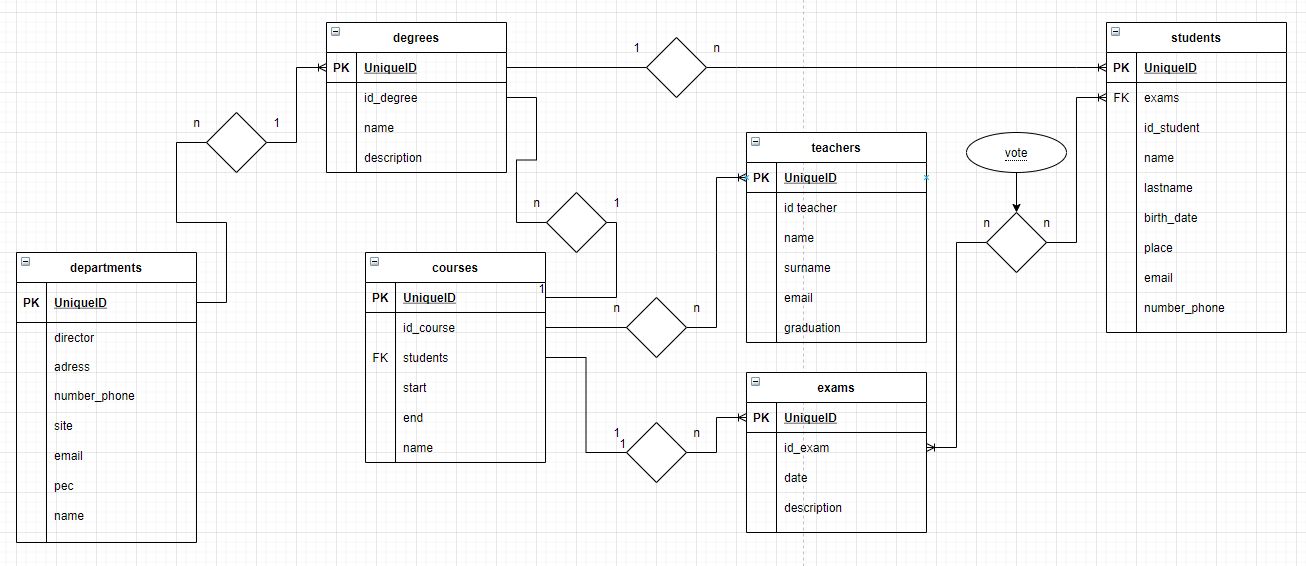 degrees
PK UniqueID
id_degree
name
description
n
1
1
n
students
PK UniqueID
FK exams
id_student
name
lastname
birth_date
place
email
number_phone
teachers
PK UniqueID
id teacher
name
surname
email
graduation
vote
n
n
n
1
departments
PK UniqueID
director
adress
number_phone
site
email
pec
name
courses
PK UniqueID
1
id_course
FK students
start
end
name
n
n
1
1
n
exams
PK UniqueID
id_exam
date
description